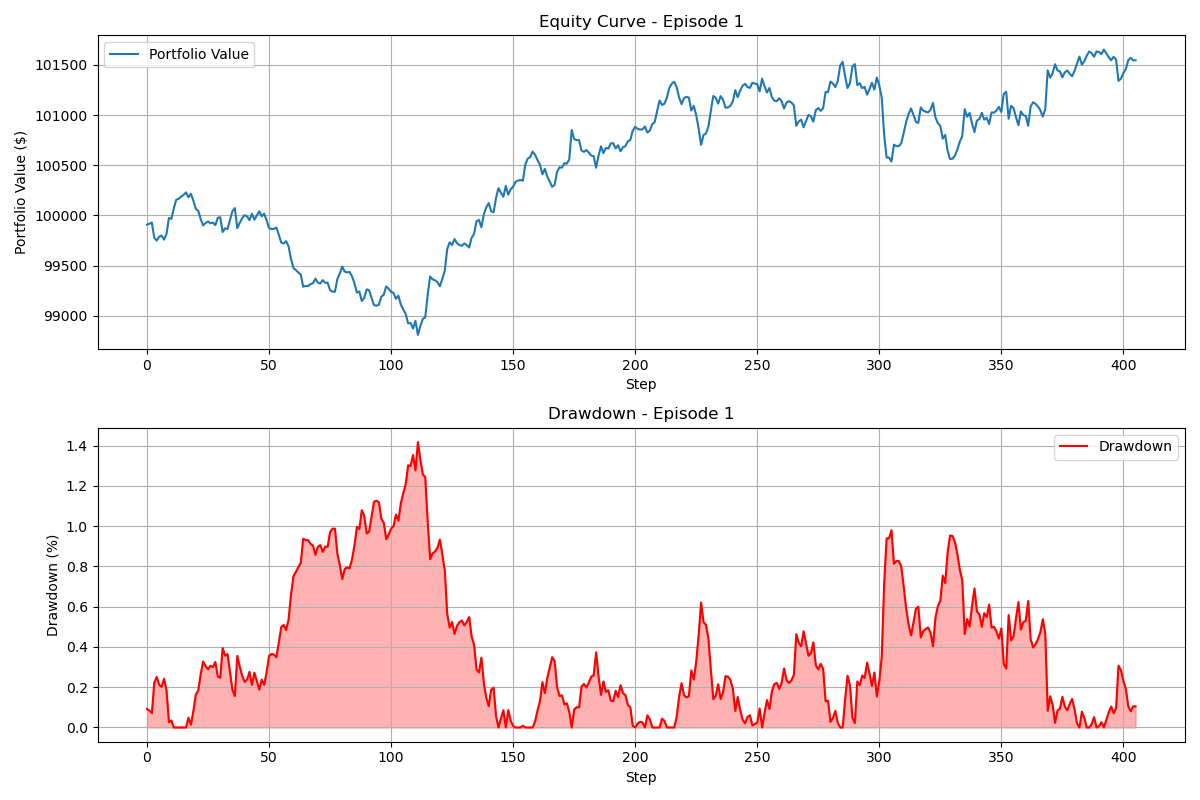 Equity Curve - Episode 1
Portfolio Value
Portfolio Value ($)
101500
101000
100500
100000
99500
99000
0 50 100 150 200 250 300 350 400
Step
Drawdown - Episode 1
Drawdown
Drawdown (%)
1.4
1.2
1.0
0.8
0.6
0.4
0.2
0.0
0 50 100 150 200 250 300 350 400
Step